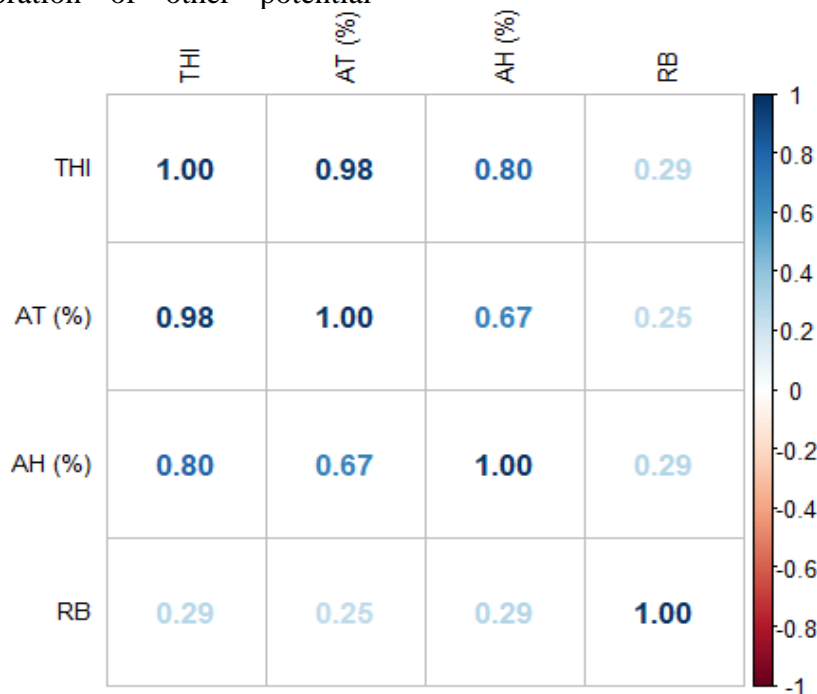 of other potential
THI AT (%) AH (%) RB
THI 1.00 0.98 0.80 0.29
AT (%) 0.98 1.00 0.67 0.25
AH (%) 0.80 0.67 1.00 0.29
RB 0.29 0.25 0.29 1.00
1
0.8
0.6
0.4
0.2
0
-0.2
-0.4
-0.6
-0.8
-1